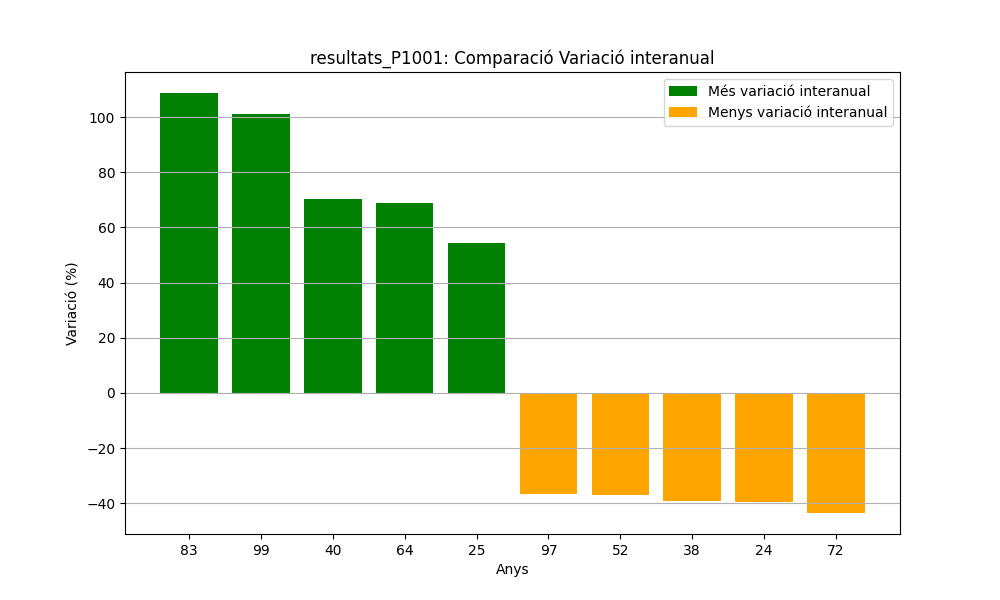 resultats_P1001: Comparació Variació interanual
Més variació interanual
Menys variació interanual
Variació (%)
100
80
60
40
20
0
−20
−40
83 99 40 64 25 97 52 38 24 72
Anys